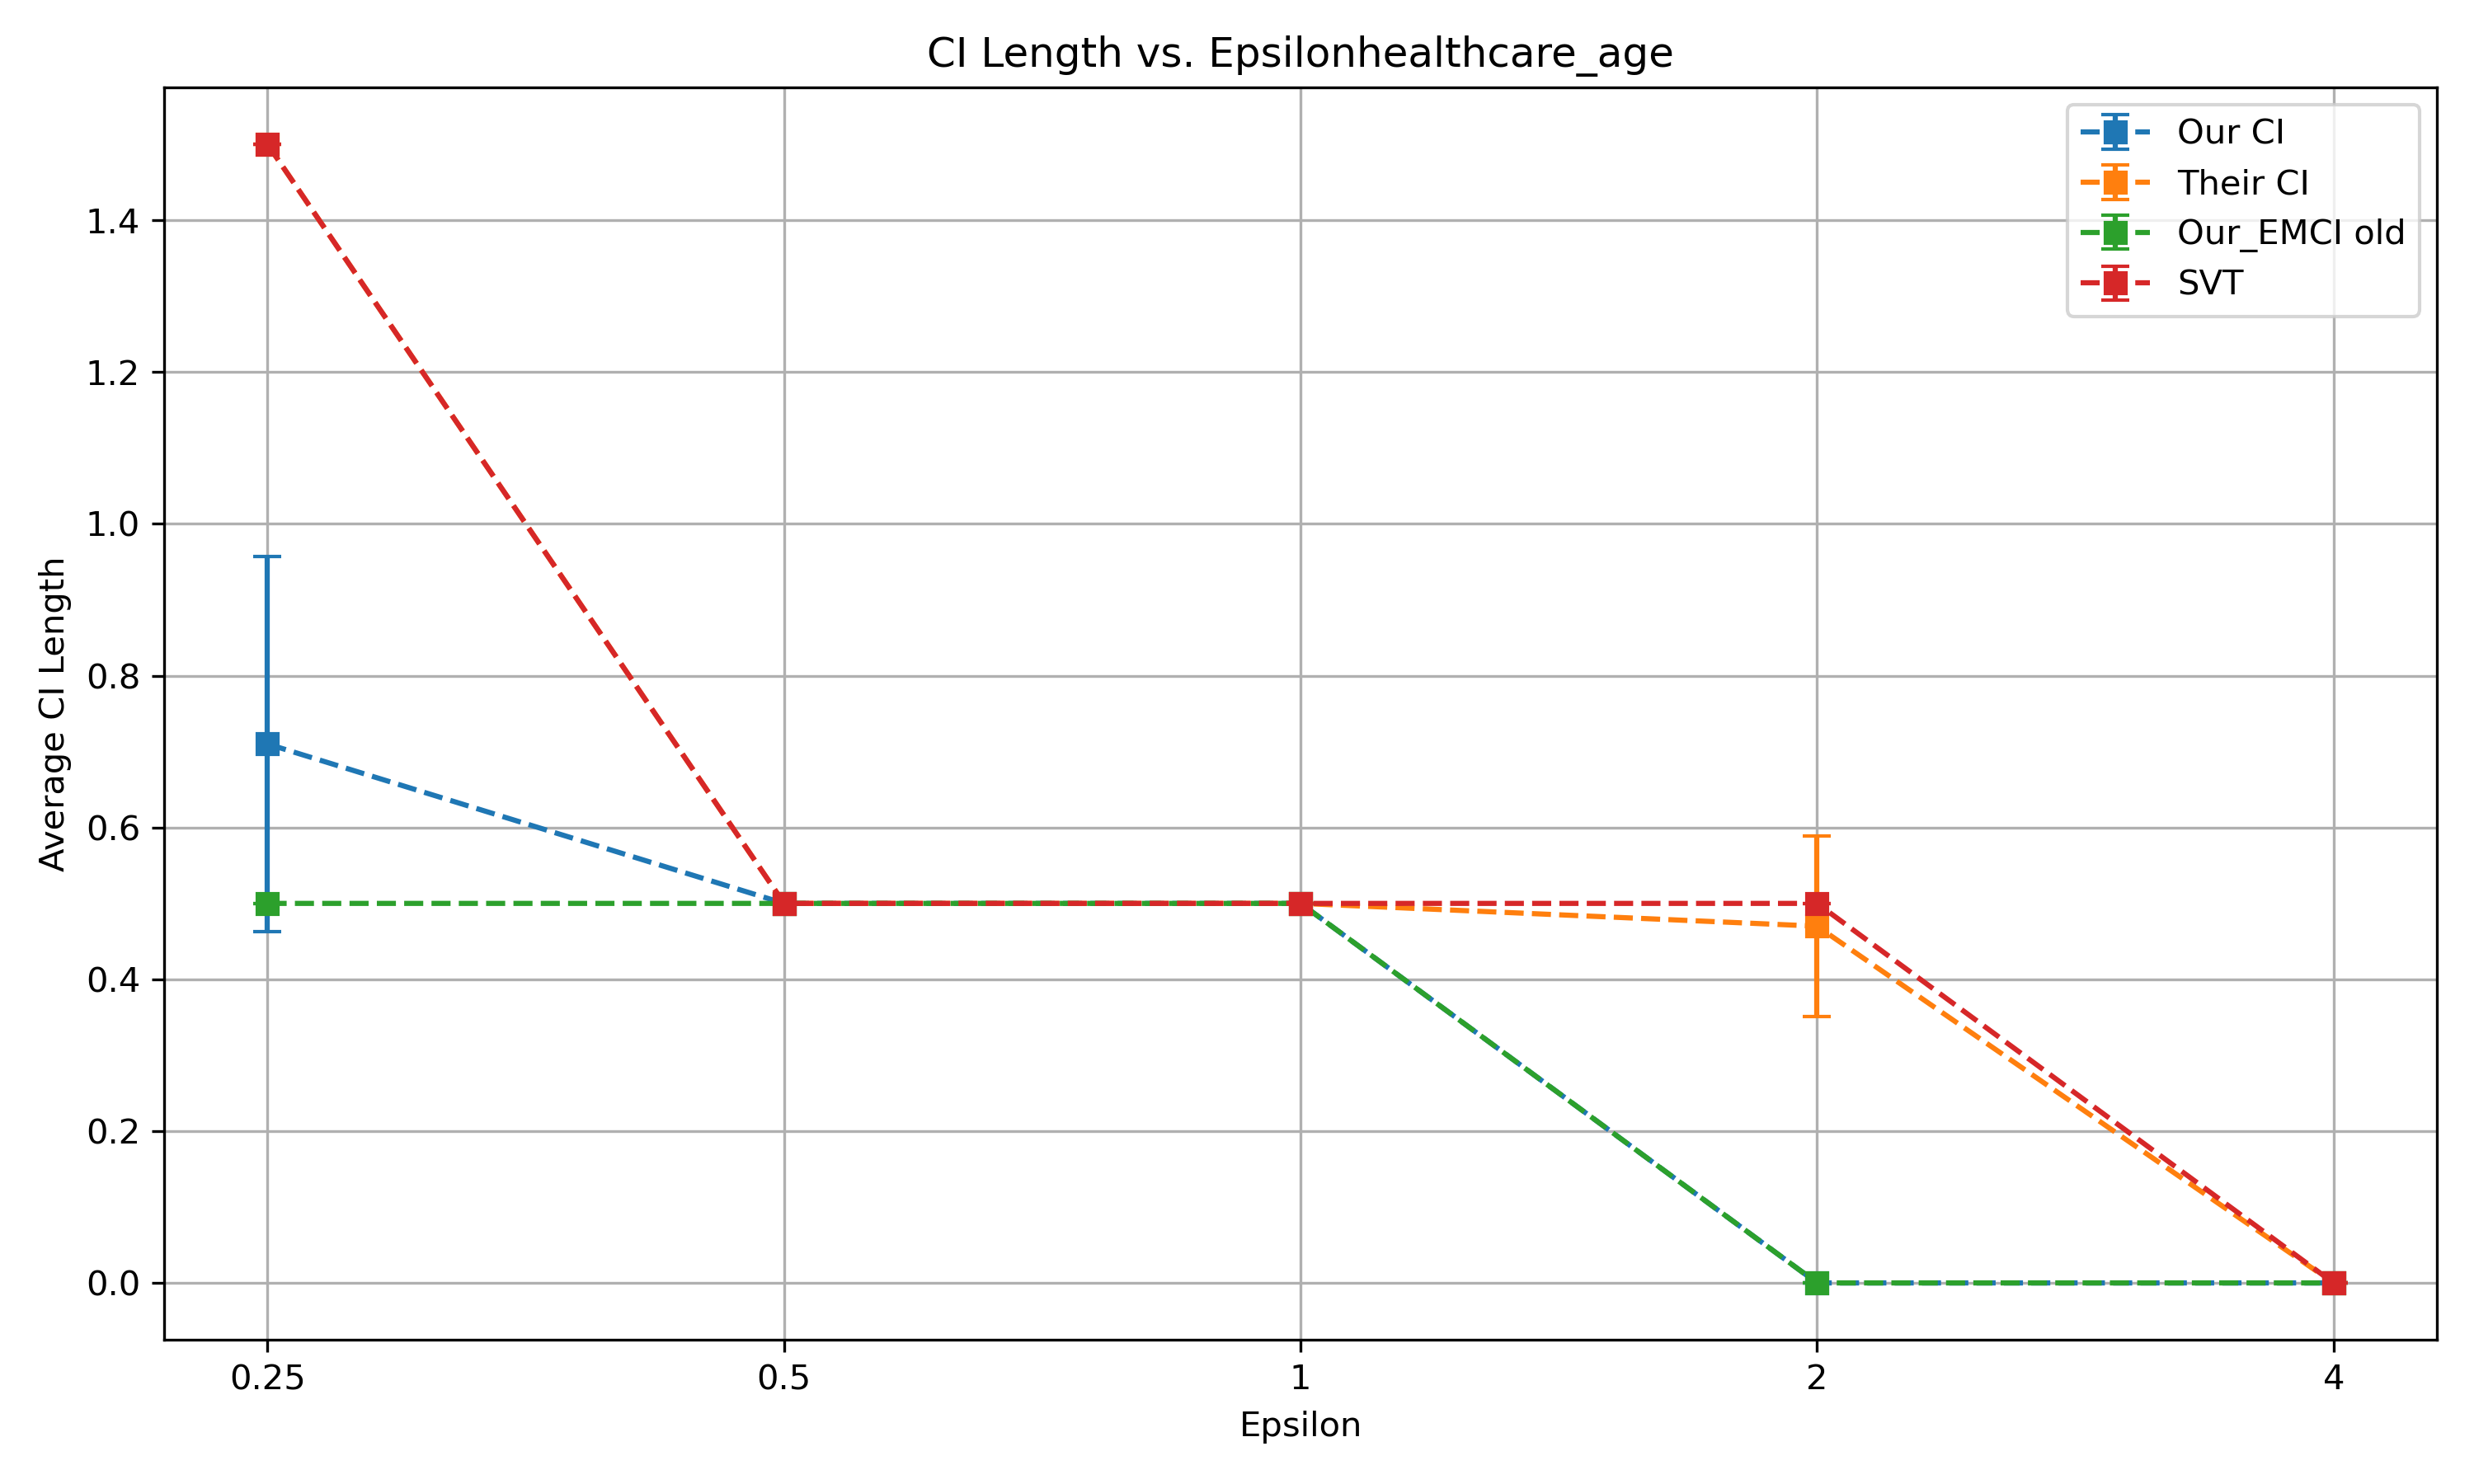 CI Length vs. Epsilonhealthcare_age
Our CI
Their CI
Our_EMCI old
SVT
Average CI Length
1.4
1.2
1.0
0.8
0.6
0.4
0.2
0.0
0.25 0.5 1 2 4
Epsilon